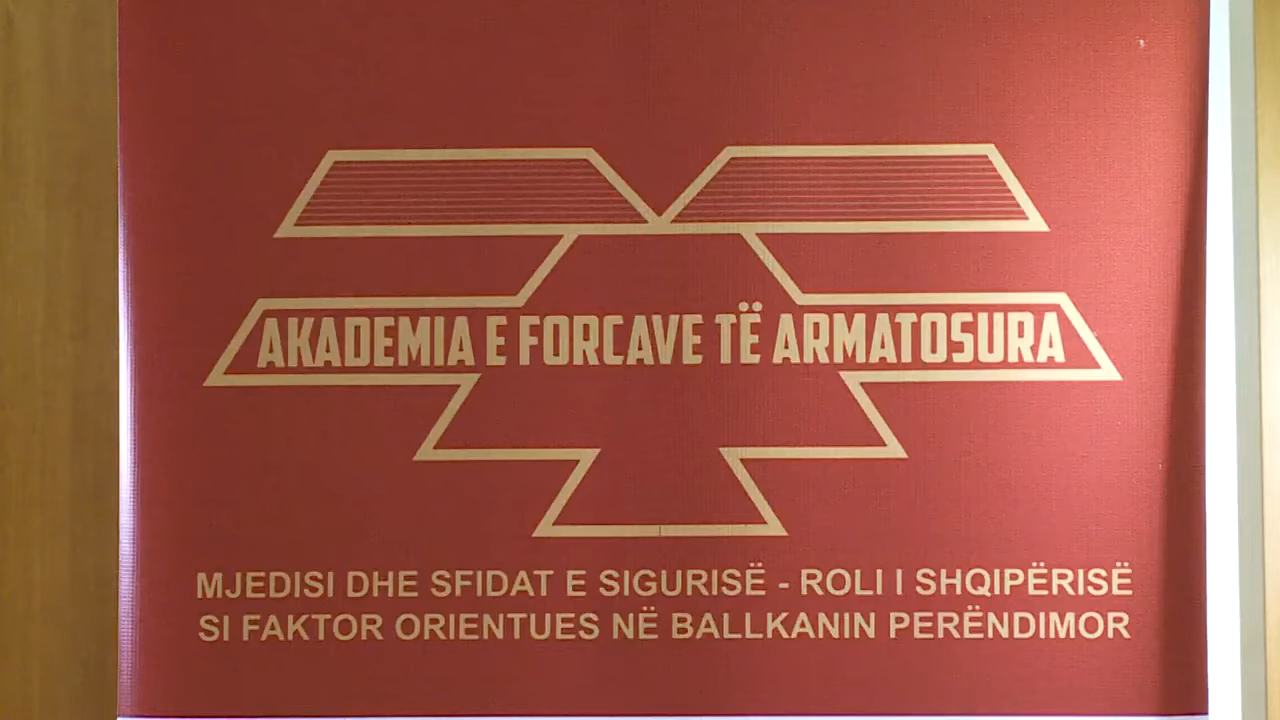 AKADEMIA E FORCAVE TË ARMATOSURA
MJEDISI DHE SFIDAT E SIGURISË - ROLI I SHQIPËRISË
SI FAKTOR ORIENTUES NË BALLKANIN PERËNDIMOR